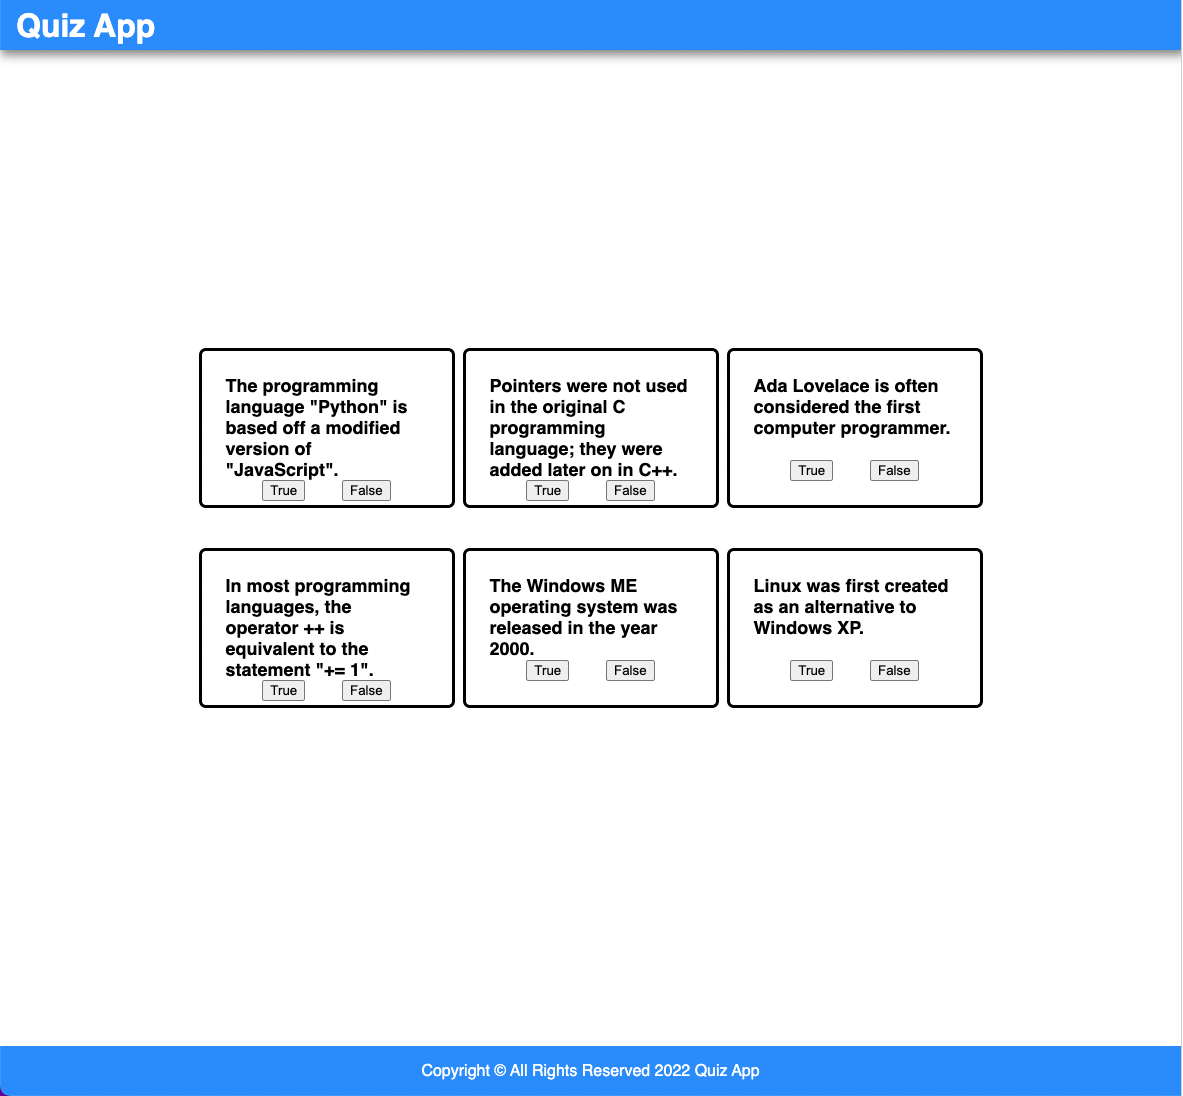 Quiz App
The programming
language "Python" is
based off a modified
version of
"JavaScript".
True False
Pointers were not used
in the original C
programming
language; they were
added later on in C++.
True False
Ada Lovelace is often
considered the first
computer programmer.
True False
In most programming
languages, the
operator ++ is
equivalent to the
statement "+= 1".
True False
The Windows ME
operating system was
released in the year
2000.
True False
Linux was first created
as an alternative to
Windows XP.
True False
Copyright © All Rights Reserved 2022 Quiz App